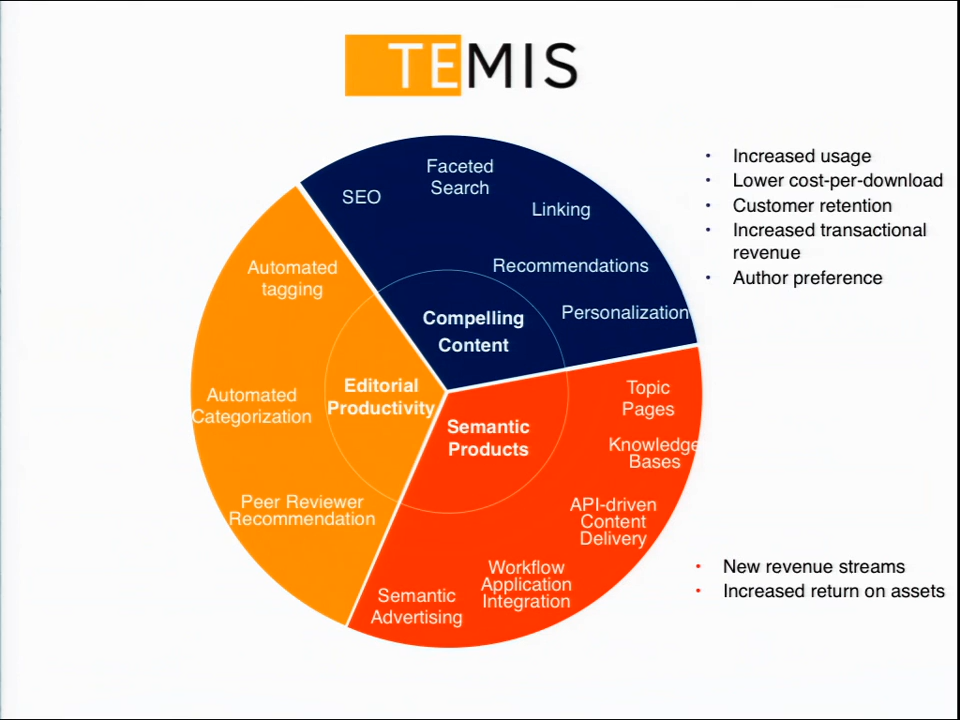 TEMIS
Faceted
Search
SEO
Linking
Recommendations
Personalization
Compelling
Content
Automated
tagging
Automated
Categorization
Peer Reviewer
Recommendation
Editorial
Productivity
Semantic
Products
Topic
Pages
Knowledge
Bases
API-driven
Content
Delivery
Workflow
Application
Integration
Semantic
Advertising
• Increased usage
• Lower cost-per-download
• Customer retention
• Increased transactional
revenue
• Author preference
• New revenue streams
• Increased return on assets